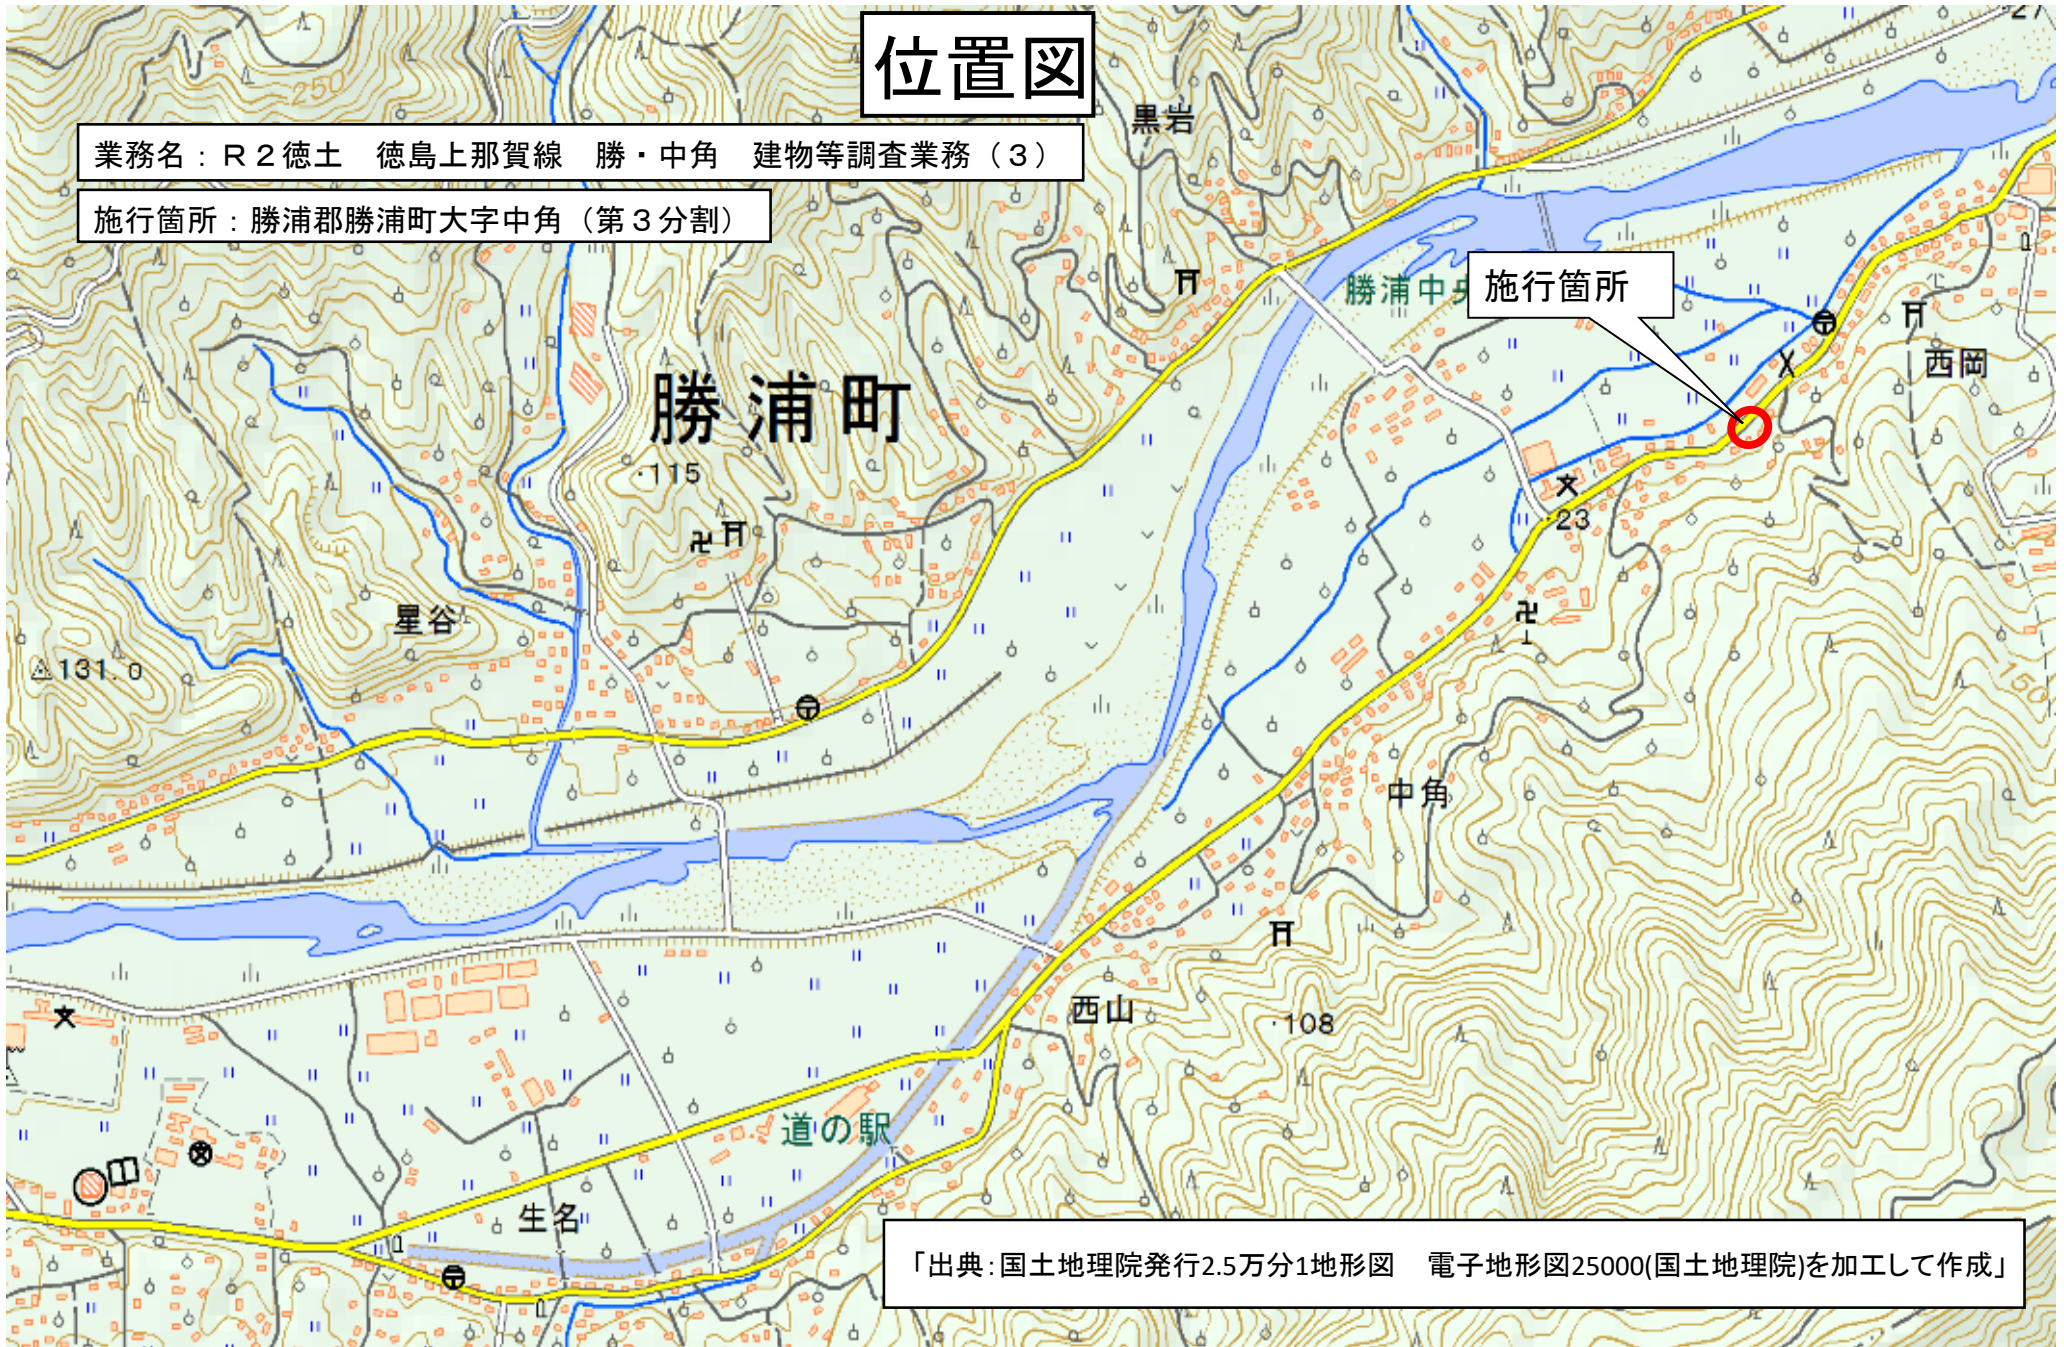 位置図
業務名：Ｒ２徳土　徳島上那賀線　勝・中角　建物等調査業務（３）
施行箇所：勝浦郡勝浦町大字中角（第３分割）
250
黒岩
27
勝浦中央
施行箇所
西岡
勝浦町
115
23
星谷
131.0
150
中角
西山
108
道の駅
生名
「出典：国土地理院発行2.5万分1地形図　電子地形図25000(国土地理院)を加工して作成」